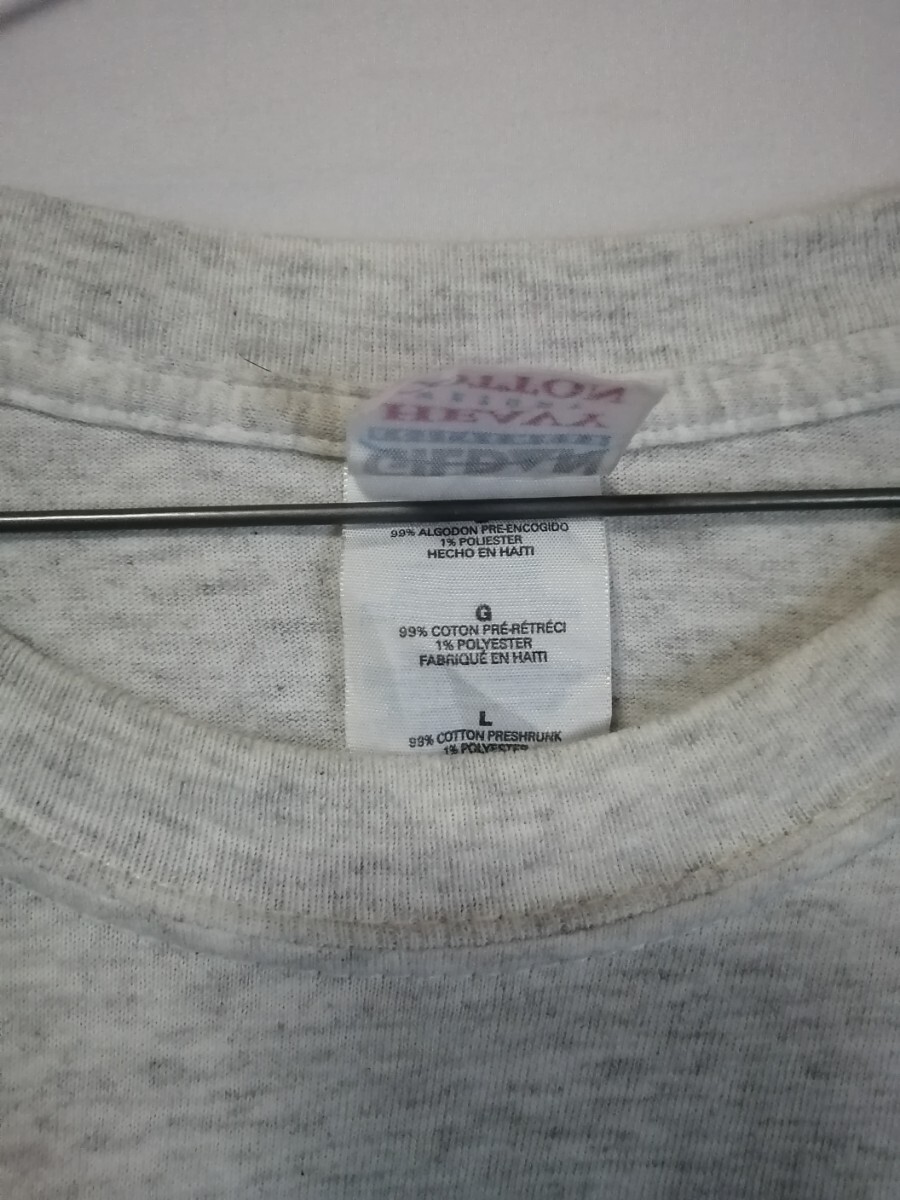 COTTON
HEAVY
GILDAN
99% ALGODON PRE-ENCOGIDO
1% POLIESTER
HECHO EN HAITI
G
99% COTON PRÉ-RÉTRÉCI
1% POLYESTER
FABRIQUÉ EN HAITI
L
99% COTTON PRESHRUNK
1% POLYESTER